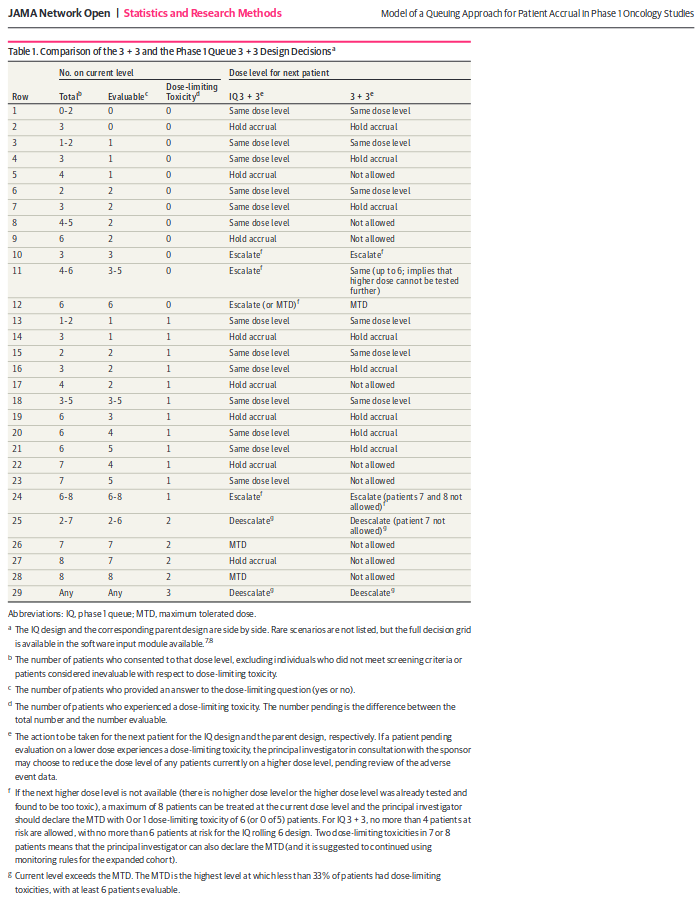 JAMA Network Open | Statistics and Research Methods Model of a Queuing Approach for Patient Accrual in Phase 1 Oncology Studies
Table 1. Comparison of the 3 + 3 and the Phase 1 Queue 3 + 3 Design Decisions a
No. on current level Dose level for next patient
Row Total b Evaluable c Dose-limiting Toxicity d IQ 3 + 3 e 3 + 3 e
1 0-2 0 0 Same dose level Same dose level
2 3 0 0 Hold accrual Hold accrual
3 1-2 1 0 Same dose level Same dose level
4 3 1 0 Same dose level Hold accrual
5 4 1 0 Hold accrual Not allowed
6 2 2 0 Same dose level Same dose level
7 3 2 0 Same dose level Hold accrual
8 4-5 2 0 Same dose level Not allowed
9 6 2 0 Hold accrual Not allowed
10 3 3 0 Escalate f Escalate f
11 4-6 3-5 0 Escalate f Same (up to 6; implies that
higher dose cannot be tested
further)
12 6 6 0 Escalate (or MTD) f MTD
13 1-2 1 1 Same dose level Same dose level
14 3 1 1 Hold accrual Hold accrual
15 2 2 1 Same dose level Same dose level
16 3 2 1 Same dose level Hold accrual
17 4 2 1 Hold accrual Not allowed
18 3-5 3-5 1 Same dose level Same dose level
19 6 3 1 Hold accrual Hold accrual
20 6 4 1 Same dose level Hold accrual
21 6 5 1 Same dose level Hold accrual
22 7 4 1 Hold accrual Not allowed
23 7 5 1 Same dose level Not allowed
24 6-8 6-8 1 Escalate f Escalate (patients 7 and 8 not
allowed) f
25 2-7 2-6 2 Deescalate g Deescalate (patient 7 not
allowed) g
26 7 7 2 MTD Not allowed
27 8 7 2 Hold accrual Not allowed
28 8 8 2 MTD Not allowed
29 Any Any 3 Deescalate g Deescalate g
Abbreviations: IQ, phase 1 queue; MTD, maximum tolerated dose.
a The IQ design and the corresponding parent design are side by side. Rare scenarios are not listed, but the full decision grid
is available in the software input module available.7,8
b The number of patients who consented to that dose level, excluding individuals who did not meet screening criteria or
patients considered inevaluable with respect to dose-limiting toxicity.
c The number of patients who provided an answer to the dose-limiting question (yes or no).
d The number of patients who experienced a dose-limiting toxicity. The number pending is the difference between the
total number and the number evaluable.
e The action to be taken for the next patient for the IQ design and the parent design, respectively. If a patient pending
evaluation on a lower dose experiences a dose-limiting toxicity, the principal investigator in consultation with the sponsor
may choose to reduce the dose level of any patients currently on a higher dose level, pending review of the adverse
event data.
f If the next higher dose level is not available (there is no higher dose level or the higher dose level was already tested and
found to be too toxic), a maximum of 8 patients can be treated at the current dose level and the principal investigator
should declare the MTD with 0 or 1 dose-limiting toxicity of 6 (or 0 of 5) patients. For IQ 3 + 3, no more than 4 patients at
risk are allowed, with no more than 6 patients at risk for the IQ rolling 6 design. Two dose-limiting toxicities in 7 or 8
patients means that the principal investigator can also declare the MTD (and it is suggested to continued using
monitoring rules for the expanded cohort).
g Current level exceeds the MTD. The MTD is the highest level at which less than 33% of patients had dose-limiting
toxicities, with at least 6 patients evaluable.